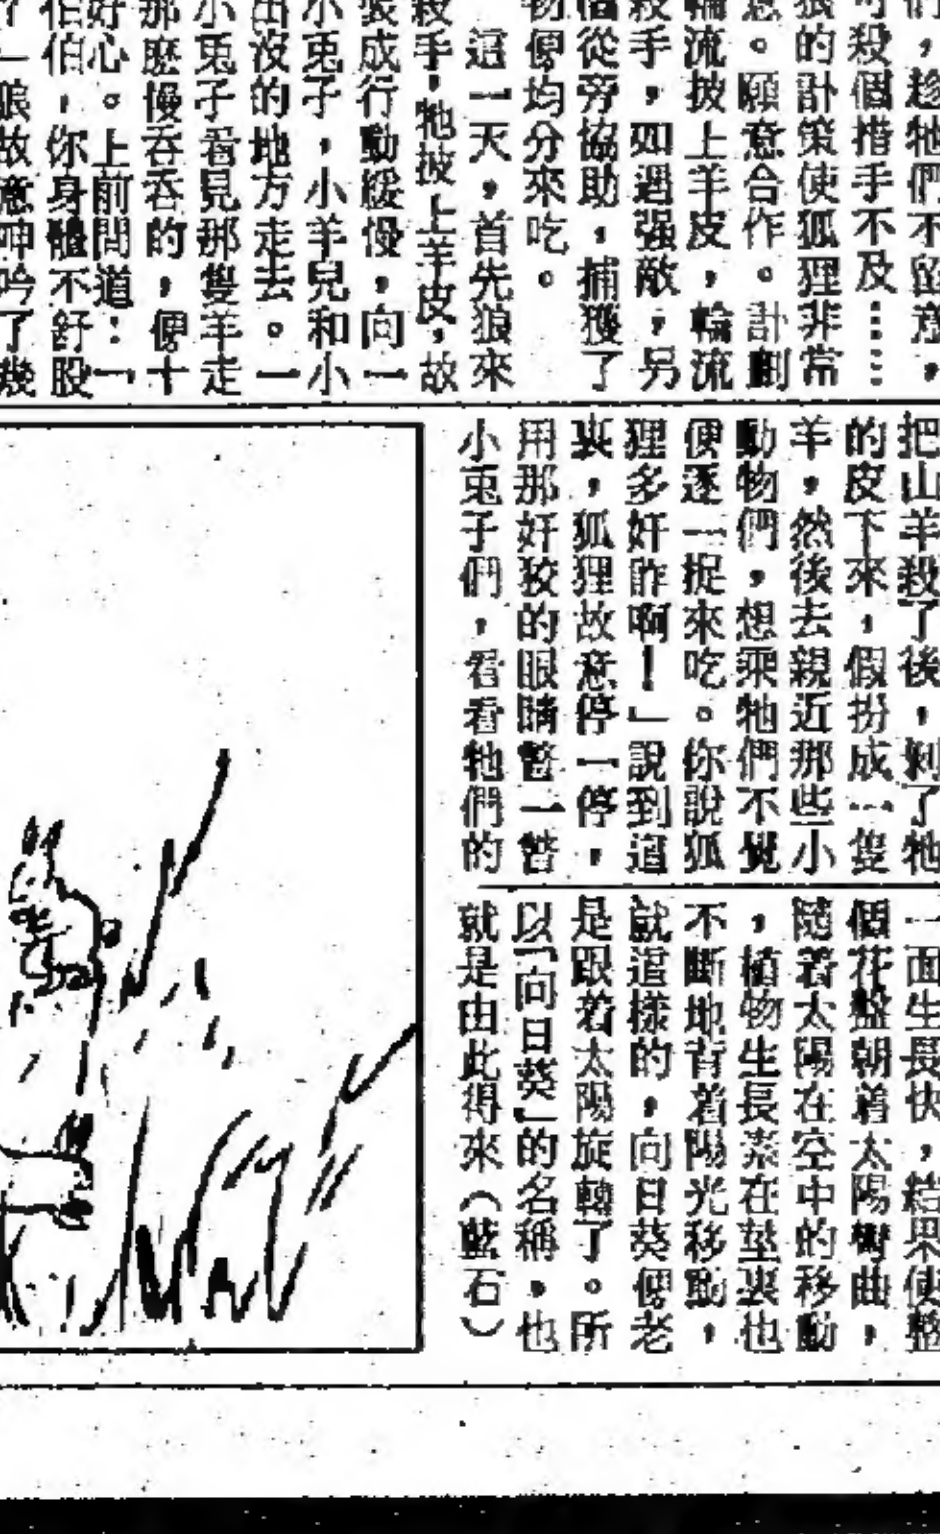 們，趁牠們不留意，
可殺個措手不及……
狼的計策使狐狸非常
意。願意合作。計劃
輪流披上羊皮，輪流
殺手，如遇强敵，另
個從旁協助，捕獲了
物便均分來吃。
這一天，首先狼來
殺手，牠披上羊皮，故
裝成行動緩慢，向一
小兎子，小羊兒和小
出沒的地方走去。一
小兎子看見那隻羊走
那麽慢吞吞的，便十
好心。上前問道：「
伯伯，你身體不舒股
？」狼故意呻吟了幾
把山羊殺了後，剝了牠
的皮下來，假扮成一隻
羊，然後去親近那些小
動物們，想乘牠們不覺
便逐一捉來吃。你說狐
狸多奸詐啊！」說到這
裏，狐狸故意停一停，
用那奸狡的眼睛瞥一瞥
小兎子們，看看牠們的
一面生長快，結果使整
個花盤朝着太陽彎曲，
隨着太陽在空中的移動
，植物生長素在莖裏也
不斷地背着陽光移動，
就這樣的，向日葵便老
是跟着太陽旋轉了。所
以「向日葵」的名稱，也
就是由此得來（藍石）